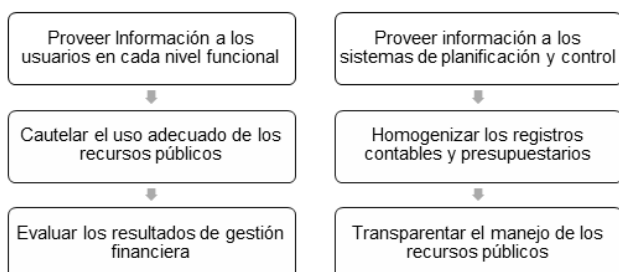 Proveer Información a los
usuarios en cada nivel funcional
Cautelar el uso adecuado de los
recursos públicos
Evaluar los resultados de gestión
financiera
Proveer información a los
sistemas de planificación y control
Homogenizar los registros
contables y presupuestarios
Transparentar el manejo de los
recursos públicos